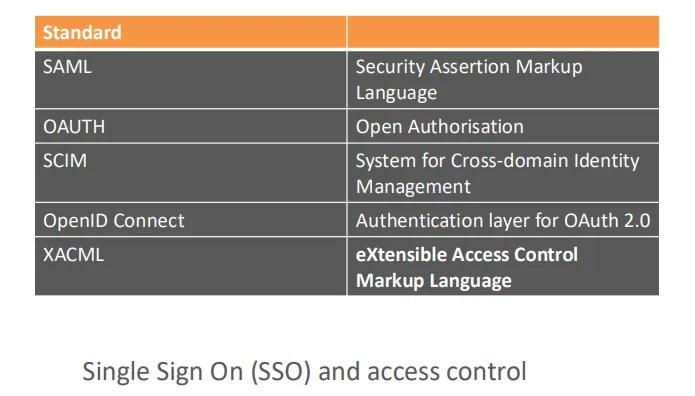 Standard
SAML
Security Assertion Markup
Language
OAUTH
Open Authorisation
SCIM
System for Cross-domain Identity
Management
OpenID Connect
Authentication layer for OAuth 2.0
XACML
eXtensible Access Control
Markup Language
Single Sign On (SSO) and access control